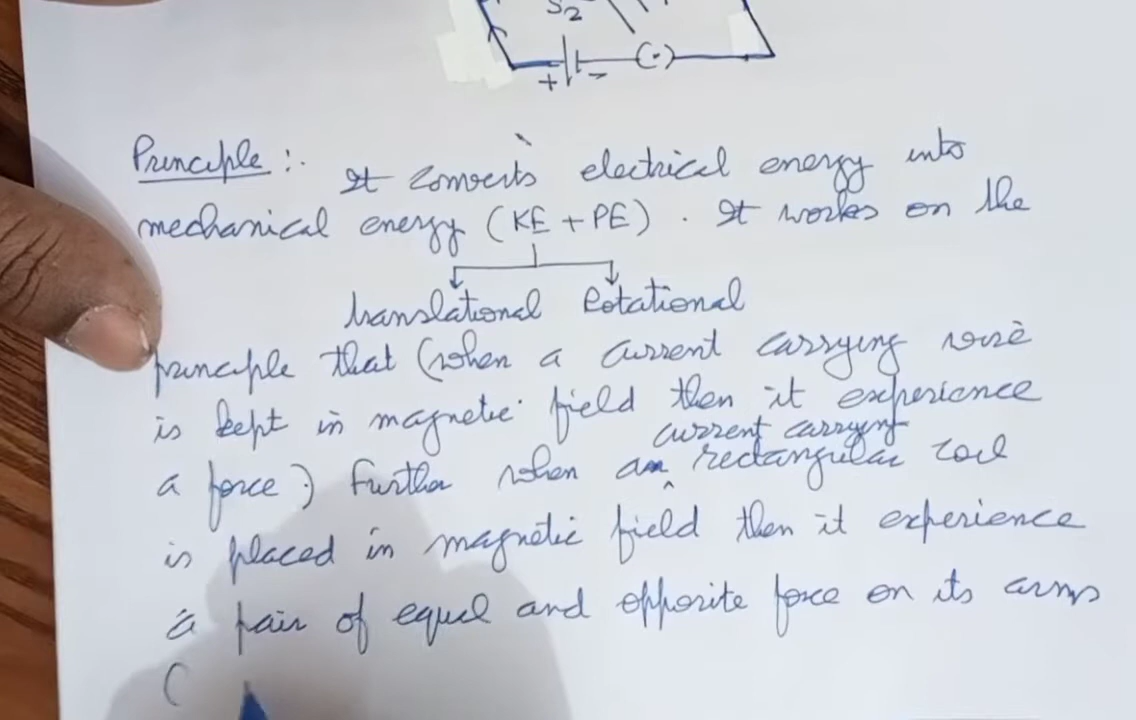 S2
+ - (·)
Principle :. It converts electrical energy into
mechanical energy (KE + PE) . It works on the
translational Rotational
principle that (when a current carrying wire
is kept in magnetic field then it experience
a force.) Further when an rectangular coil
current carrying
is placed in magnetic field then it experience
a pair of equal and opposite force on its arms
(